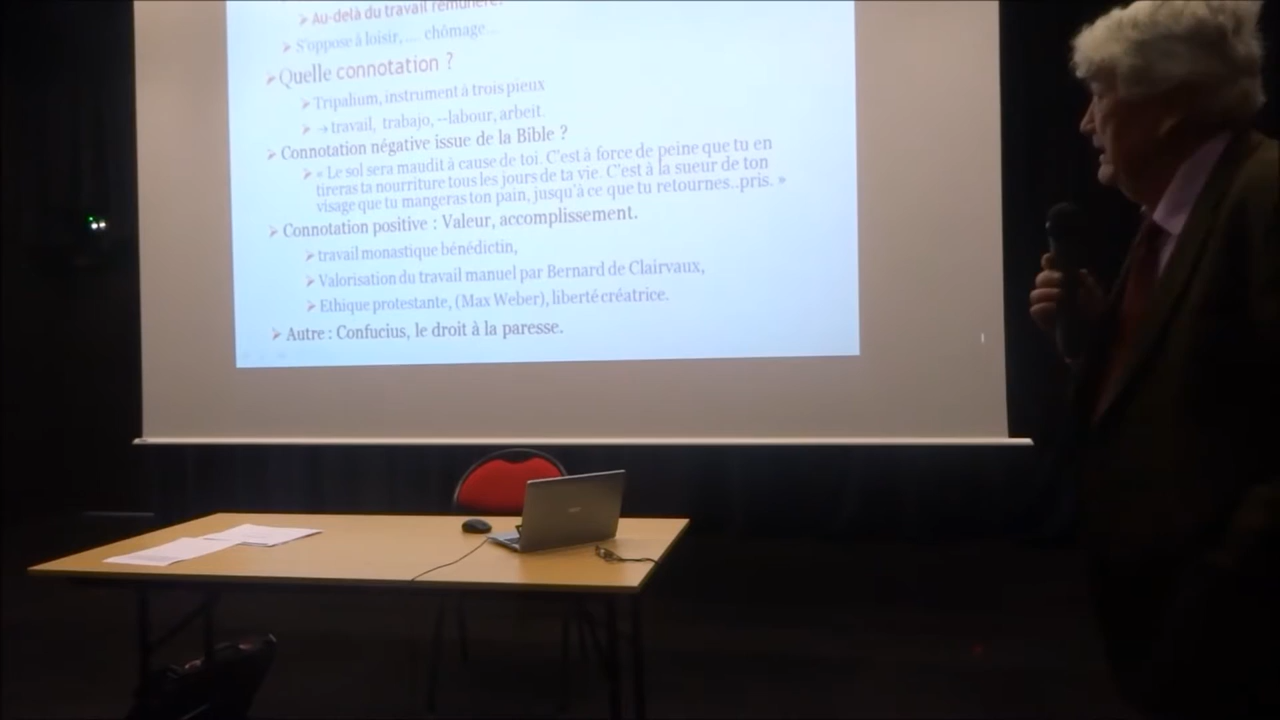 ➢ Au-delà du travail rémunéré.
➢ S'oppose à loisir, … chômage…
➢ Quelle connotation ?
➢ Tripalium, instrument à trois pieux
➢ → travail, trabajo, --labour, arbeit.
➢ Connotation négative issue de la Bible ?
➢ « Le sol sera maudit à cause de toi. C'est à force de peine que tu en
tireras ta nourriture tous les jours de ta vie. C'est à la sueur de ton
visage que tu mangeras ton pain, jusqu'à ce que tu retournes..pris. »
➢ Connotation positive : Valeur, accomplissement.
➢ travail monastique bénédictin,
➢ Valorisation du travail manuel par Bernard de Clairvaux,
➢ Ethique protestante, (Max Weber), liberté créatrice.
➢ Autre : Confucius, le droit à la paresse.